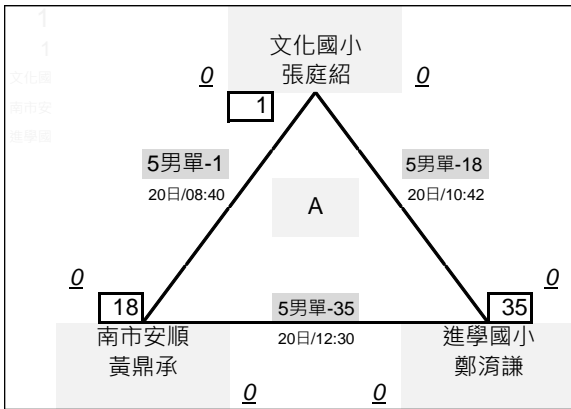 1
1
文化國
南市安
進學國
文化國小
0 張庭紹 0
1
5男單-1 5男單-18
20日/08:40 20日/10:42
A
0 0
18 5男單-35 35
南市安順 20日/12:30 進學國小
黃鼎承 鄭淯謙
0 0